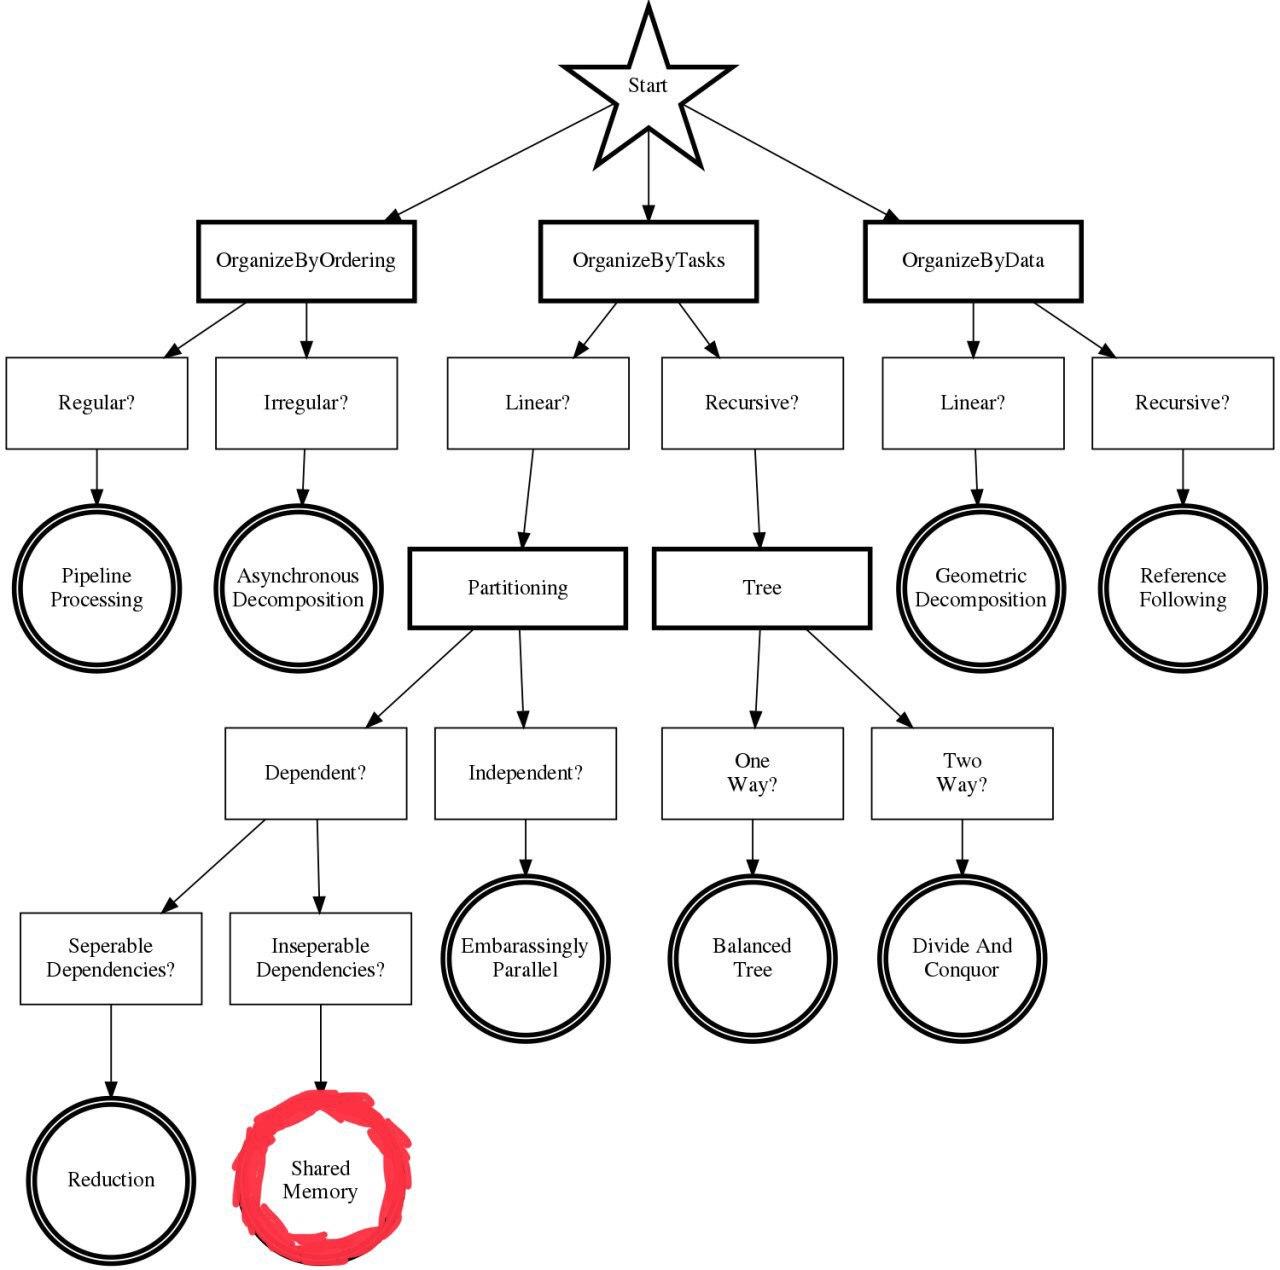 Start
OrganizeByOrdering
OrganizeByTasks
OrganizeByData
Regular?
Irregular?
Linear?
Recursive?
Linear?
Recursive?
Pipeline
Processing
Asynchronous
Decomposition
Partitioning
Tree
Geometric
Decomposition
Reference
Following
Dependent?
Independent?
One
Way?
Two
Way?
Seperable
Dependencies?
Inseperable
Dependencies?
Embarassingly
Parallel
Balanced
Tree
Divide And
Conquor
Reduction
Shared
Memory